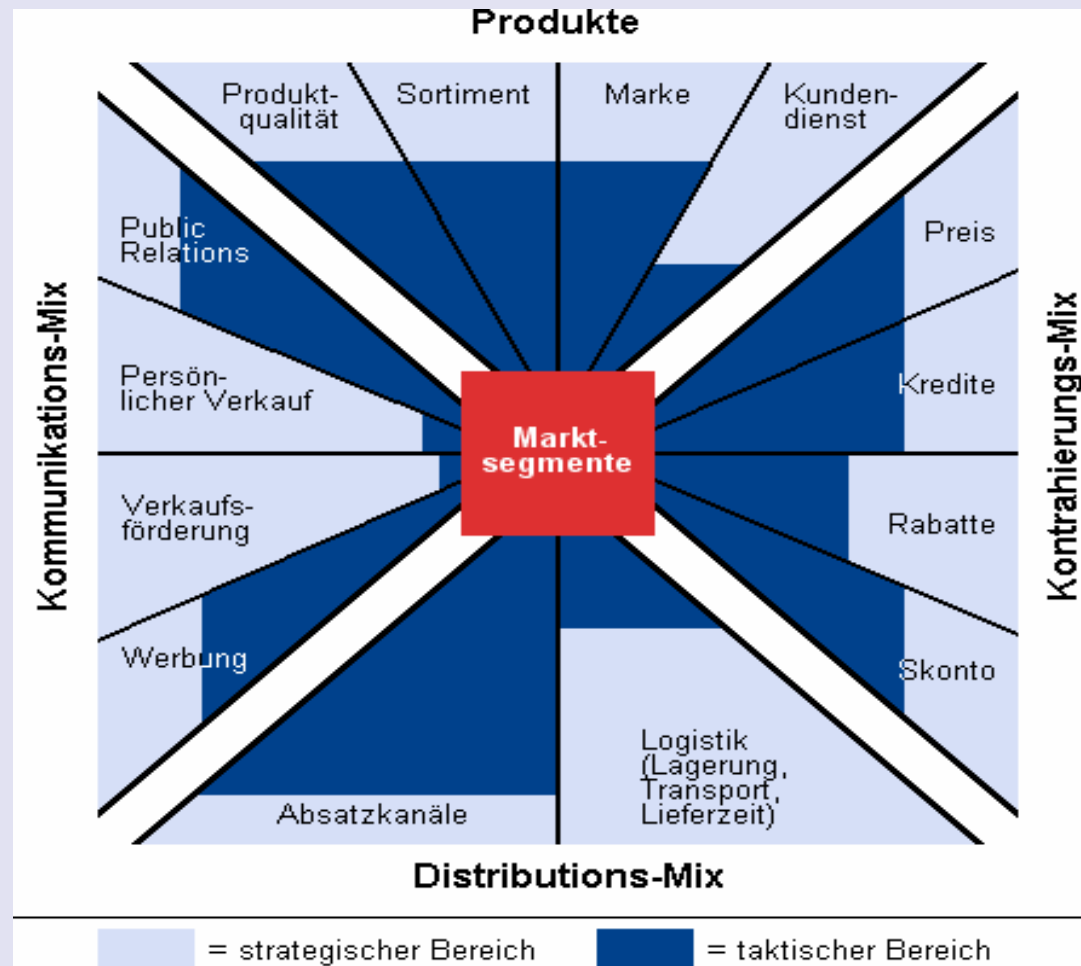 Produkte
Produkt-
qualität
Sortiment
Marke
Kunden-
dienst
Public
Relations
Preis
Persön-
licher Verkauf
Kredite
Markt-
segmente
Verkaufs-
förderung
Rabatte
Werbung
Skonto
Logistik
(Lagerung,
Transport,
Lieferzeit)
Absatzkanäle
Kommunikations-Mix
Kontrahierungs-Mix
Distributions-Mix
= strategischer Bereich
= taktischer Bereich